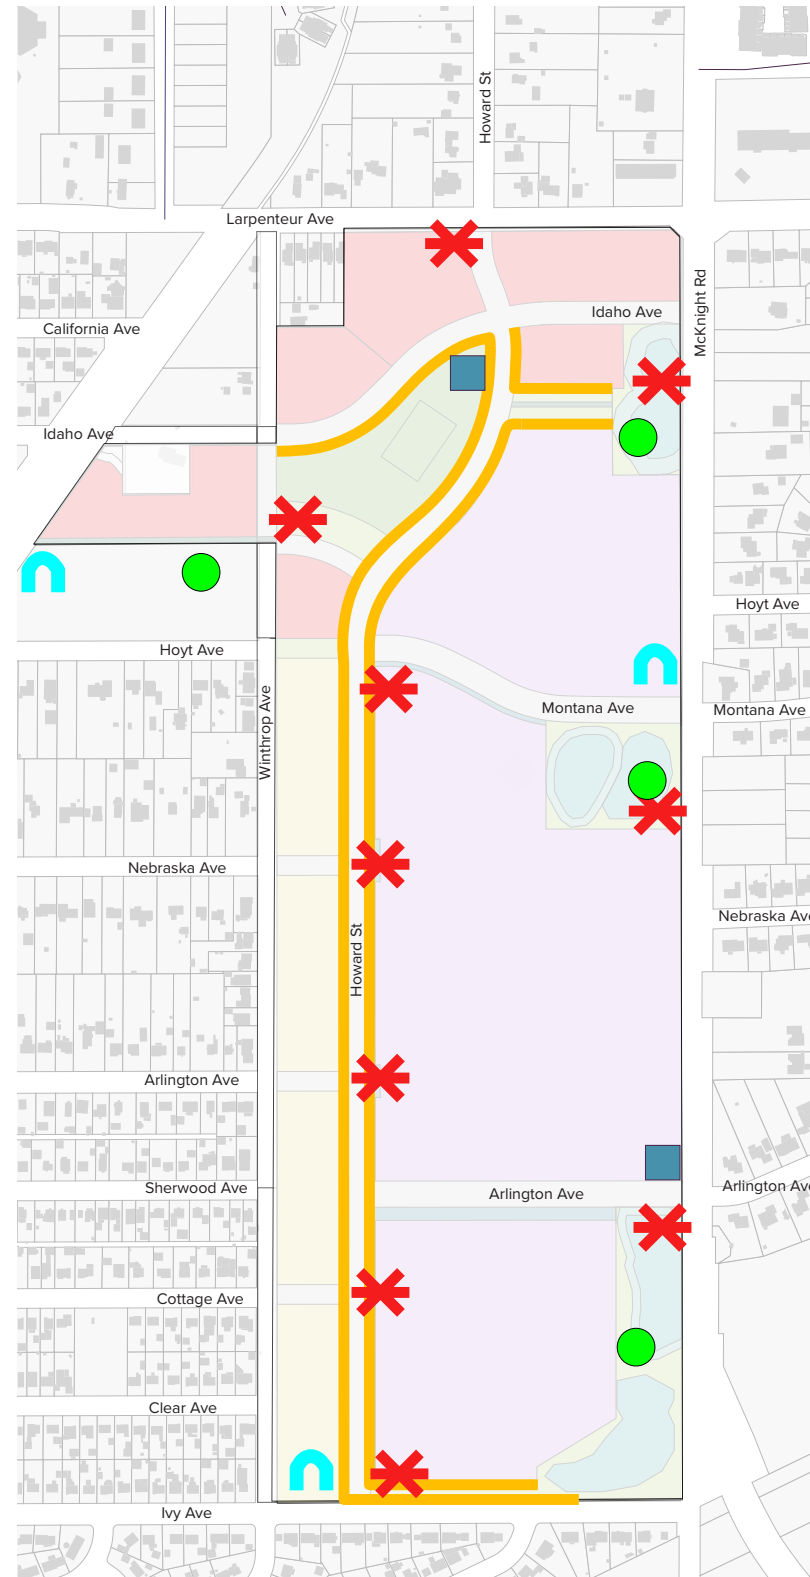 Howard St
Larpenteur Ave
McKnight Rd
Idaho Ave
California Ave
Idaho Ave
Hoyt Ave
Hoyt Ave
Winthrop Ave
Montana Ave
Montana Ave
Nebraska Ave
Nebraska Ave
Howard St
Arlington Ave
Sherwood Ave
Arlington Ave
Arlington Ave
Cottage Ave
Clear Ave
Ivy Ave